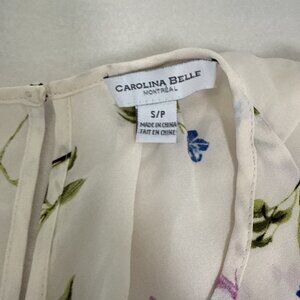 CAROLINA BELLE
MONTRÉAL
S/P
MADE IN CHINA
FAIT EN CHINE